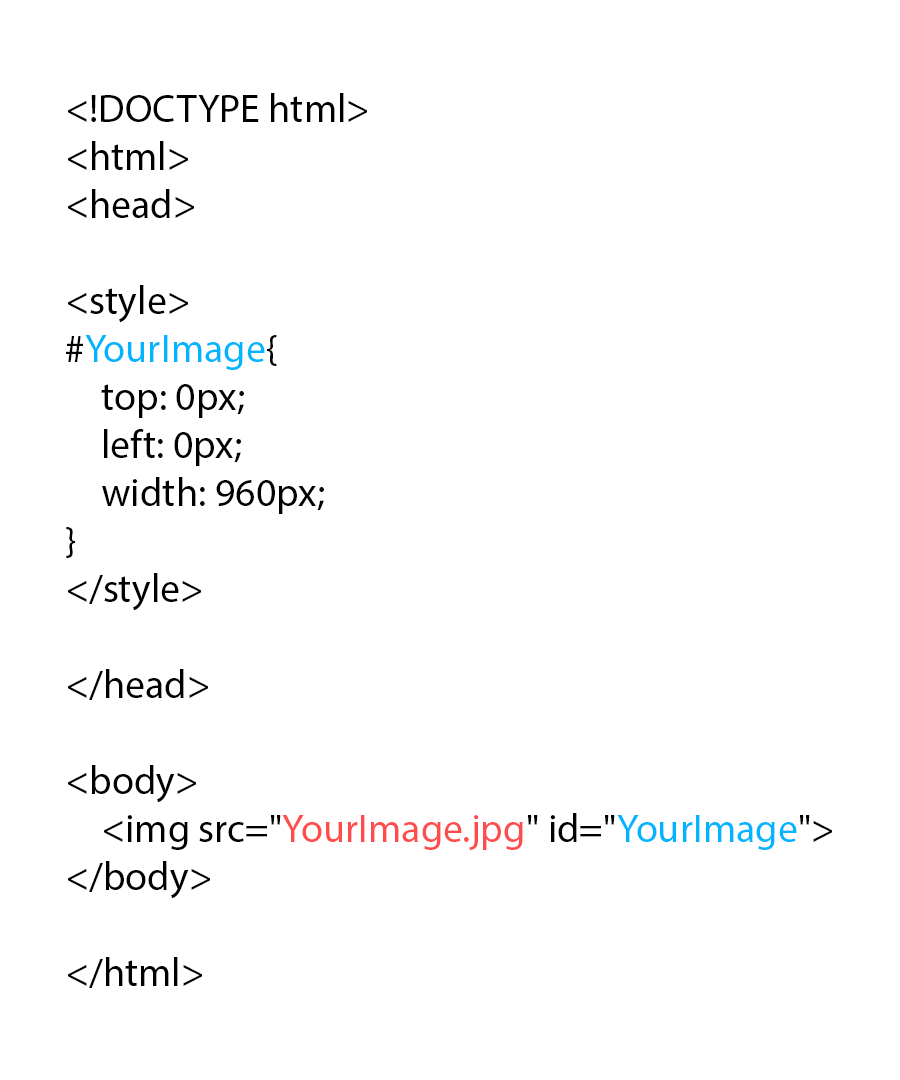 <!DOCTYPE html>
<html>
<head>
<style>
#YourImage{
top: 0px;
left: 0px;
width: 960px;
}
</style>
</head>
<body>
<img src="YourImage.jpg" id="YourImage">
</body>
</html>